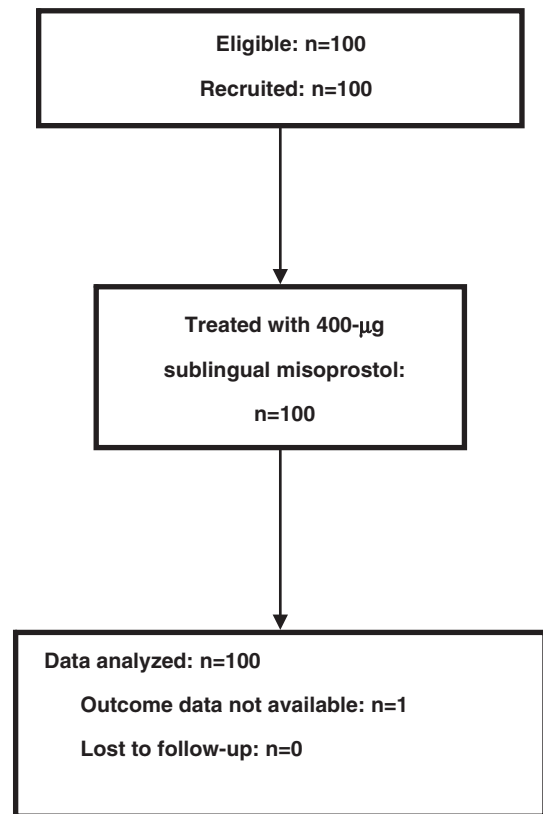 Eligible: n=100
Recruited: n=100
Treated with 400-μg
sublingual misoprostol:
n=100
Data analyzed: n=100
Outcome data not available: n=1
Lost to follow-up: n=0